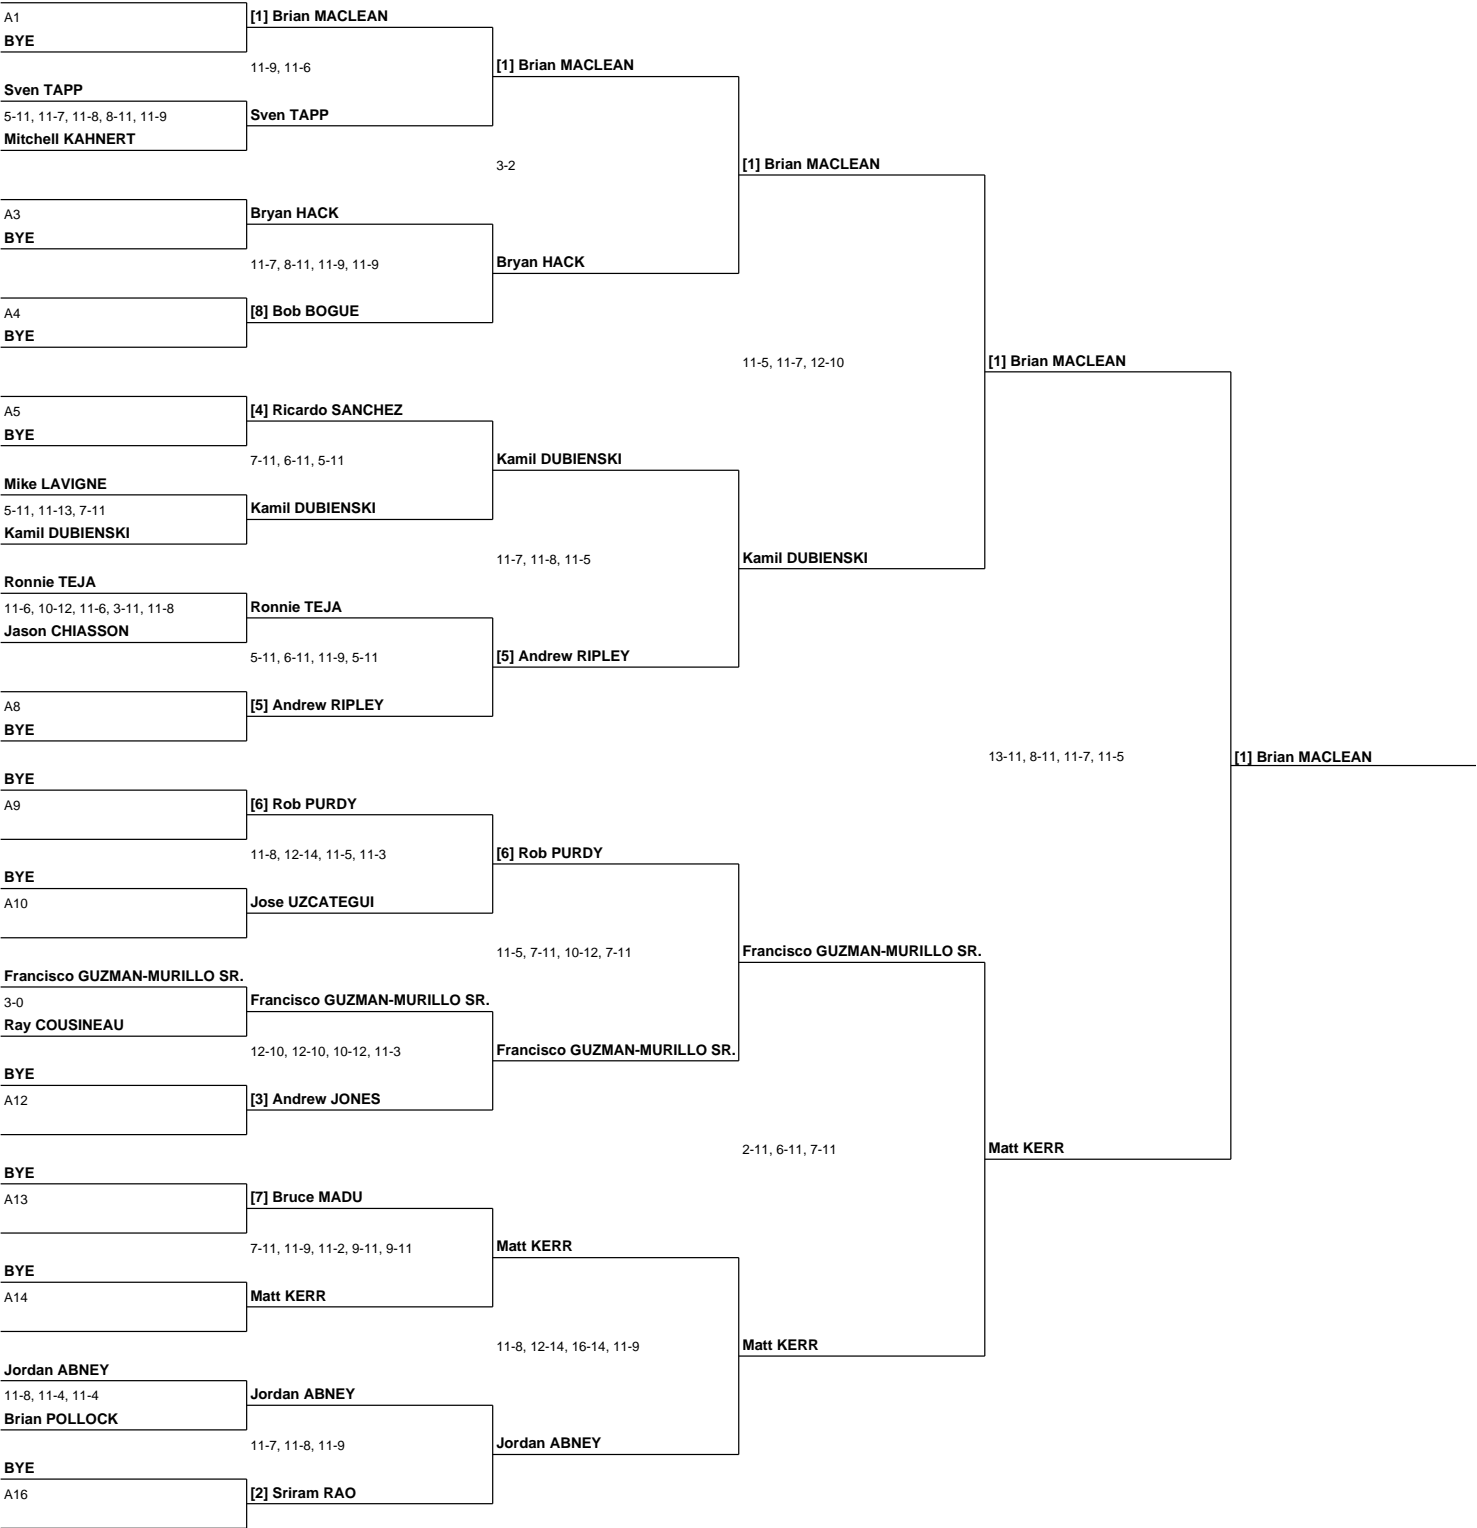 A1
BYE
[1] Brian MACLEAN
11-9, 11-6
[1] Brian MACLEAN
Sven TAPP
5-11, 11-7, 11-8, 8-11, 11-9
Mitchell KAHNERT
Sven TAPP
3-2
[1] Brian MACLEAN
A3
BYE
Bryan HACK
11-7, 8-11, 11-9, 11-9
Bryan HACK
A4
BYE
[8] Bob BOGUE
11-5, 11-7, 12-10
[1] Brian MACLEAN
A5
BYE
[4] Ricardo SANCHEZ
7-11, 6-11, 5-11
Kamil DUBIENSKI
Mike LAVIGNE
5-11, 11-13, 7-11
Kamil DUBIENSKI
Kamil DUBIENSKI
11-7, 11-8, 11-5
Kamil DUBIENSKI
Ronnie TEJA
11-6, 10-12, 11-6, 3-11, 11-8
Jason CHIASSON
Ronnie TEJA
5-11, 6-11, 11-9, 5-11
[5] Andrew RIPLEY
A8
BYE
[5] Andrew RIPLEY
13-11, 8-11, 11-7, 11-5
[1] Brian MACLEAN
BYE
A9
[6] Rob PURDY
11-8, 12-14, 11-5, 11-3
[6] Rob PURDY
BYE
A10
Jose UZCATEGUI
11-5, 7-11, 10-12, 7-11
Francisco GUZMAN-MURILLO SR.
Francisco GUZMAN-MURILLO SR.
3-0
Ray COUSINEAU
Francisco GUZMAN-MURILLO SR.
12-10, 12-10, 10-12, 11-3
Francisco GUZMAN-MURILLO SR.
BYE
A12
[3] Andrew JONES
2-11, 6-11, 7-11
Matt KERR
BYE
A13
[7] Bruce MADU
7-11, 11-9, 11-2, 9-11, 9-11
Matt KERR
BYE
A14
Matt KERR
11-8, 12-14, 16-14, 11-9
Matt KERR
Jordan ABNEY
11-8, 11-4, 11-4
Brian POLLOCK
Jordan ABNEY
11-7, 11-8, 11-9
Jordan ABNEY
BYE
A16
[2] Sriram RAO